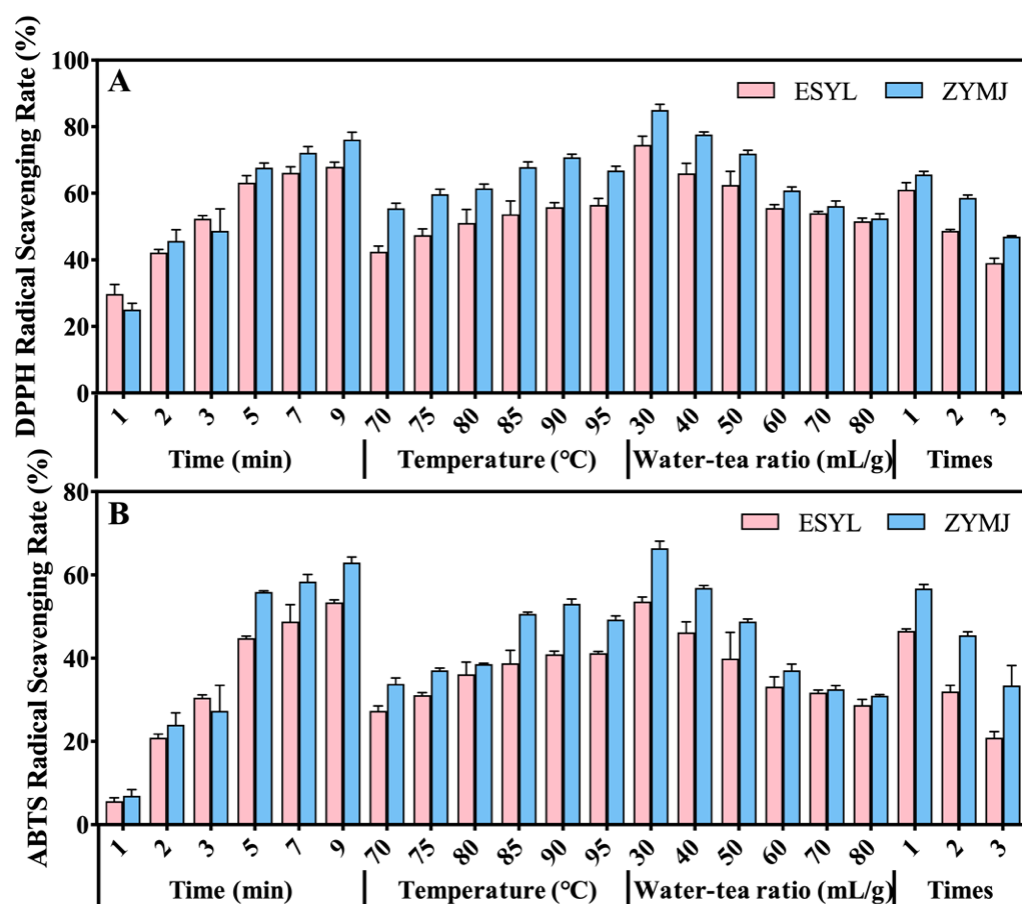 DPPH Radical Scavenging Rate (%)
A
ESYL ZYMJ
100
80
60
40
20
0
1 2 3 5 7 9 70 75 80 85 90 95 30 40 50 60 70 80 1 2 3
Time (min) Temperature (°C) Water-tea ratio (mL/g) Times
ABTS Radical Scavenging Rate (%)
B
ESYL ZYMJ
80
60
40
20
0
1 2 3 5 7 9 70 75 80 85 90 95 30 40 50 60 70 80 1 2 3
Time (min) Temperature (°C) Water-tea ratio (mL/g) Times